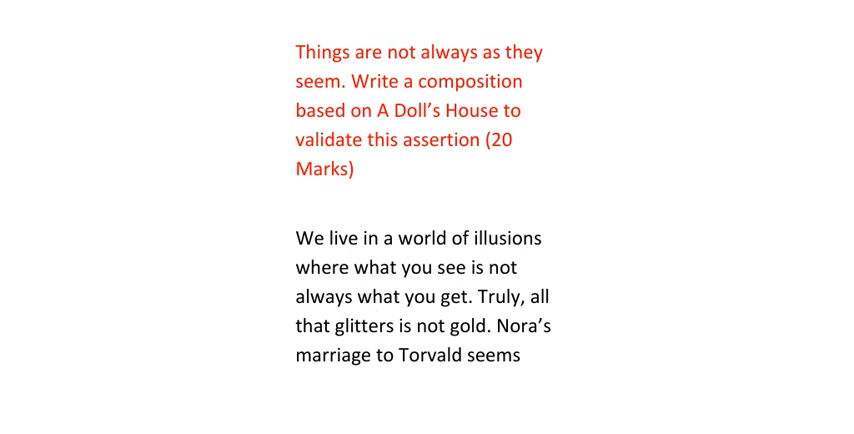 Things are not always as they
seem. Write a composition
based on A Doll’s House to
validate this assertion (20
Marks)
We live in a world of illusions
where what you see is not
always what you get. Truly, all
that glitters is not gold. Nora’s
marriage to Torvald seems